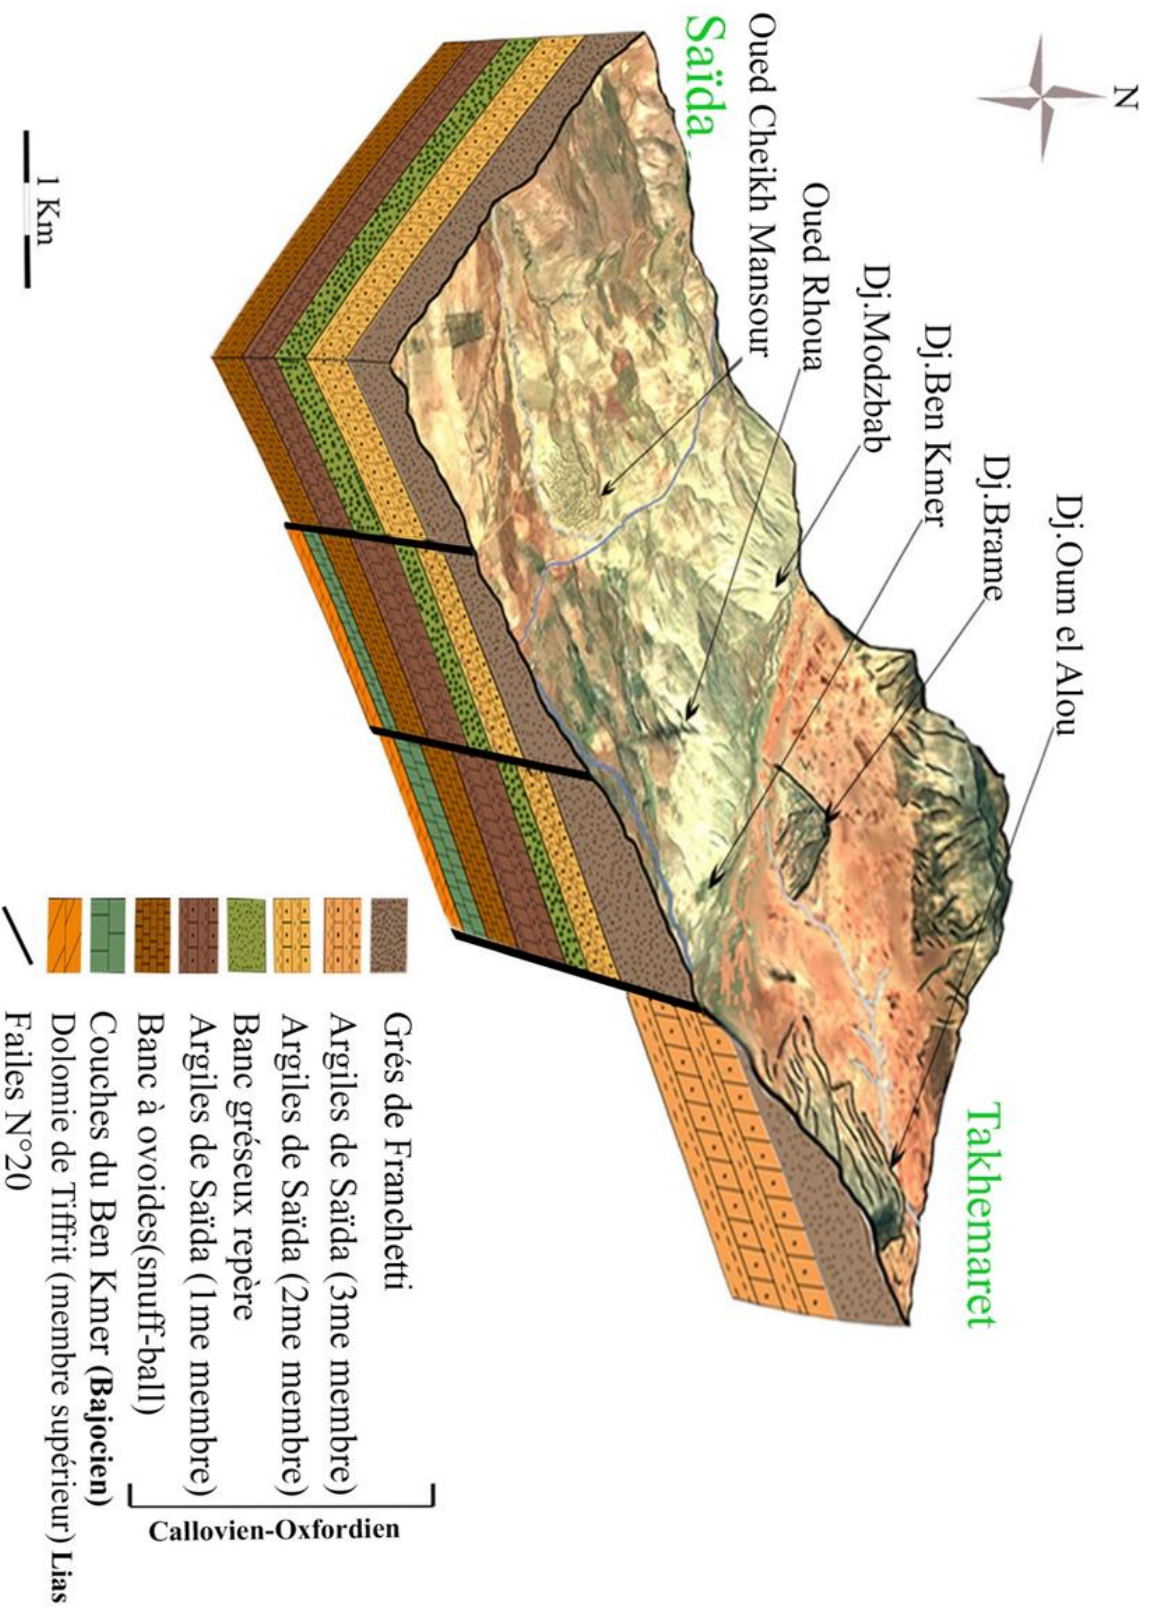 N
Saïda
Oued Cheikh Mansour
Oued Rhoua
Dj.Modzbab
Dj.Ben Kmer
Dj.Brame
Dj.Oum el Alou
Takhemaret
1 Km
Grés de Franchetti
Argiles de Saïda (3me membre)
Argiles de Saïda (2me membre)
Banc gréseux repère
Argiles de Saïda (1me membre)
Banc à ovoides(snuff-ball)
Callovien-Oxfordien
Couches du Ben Kmer (Bajocien)
Dolomie de Tiffrit (membre supérieur) Lias
Failes N°20